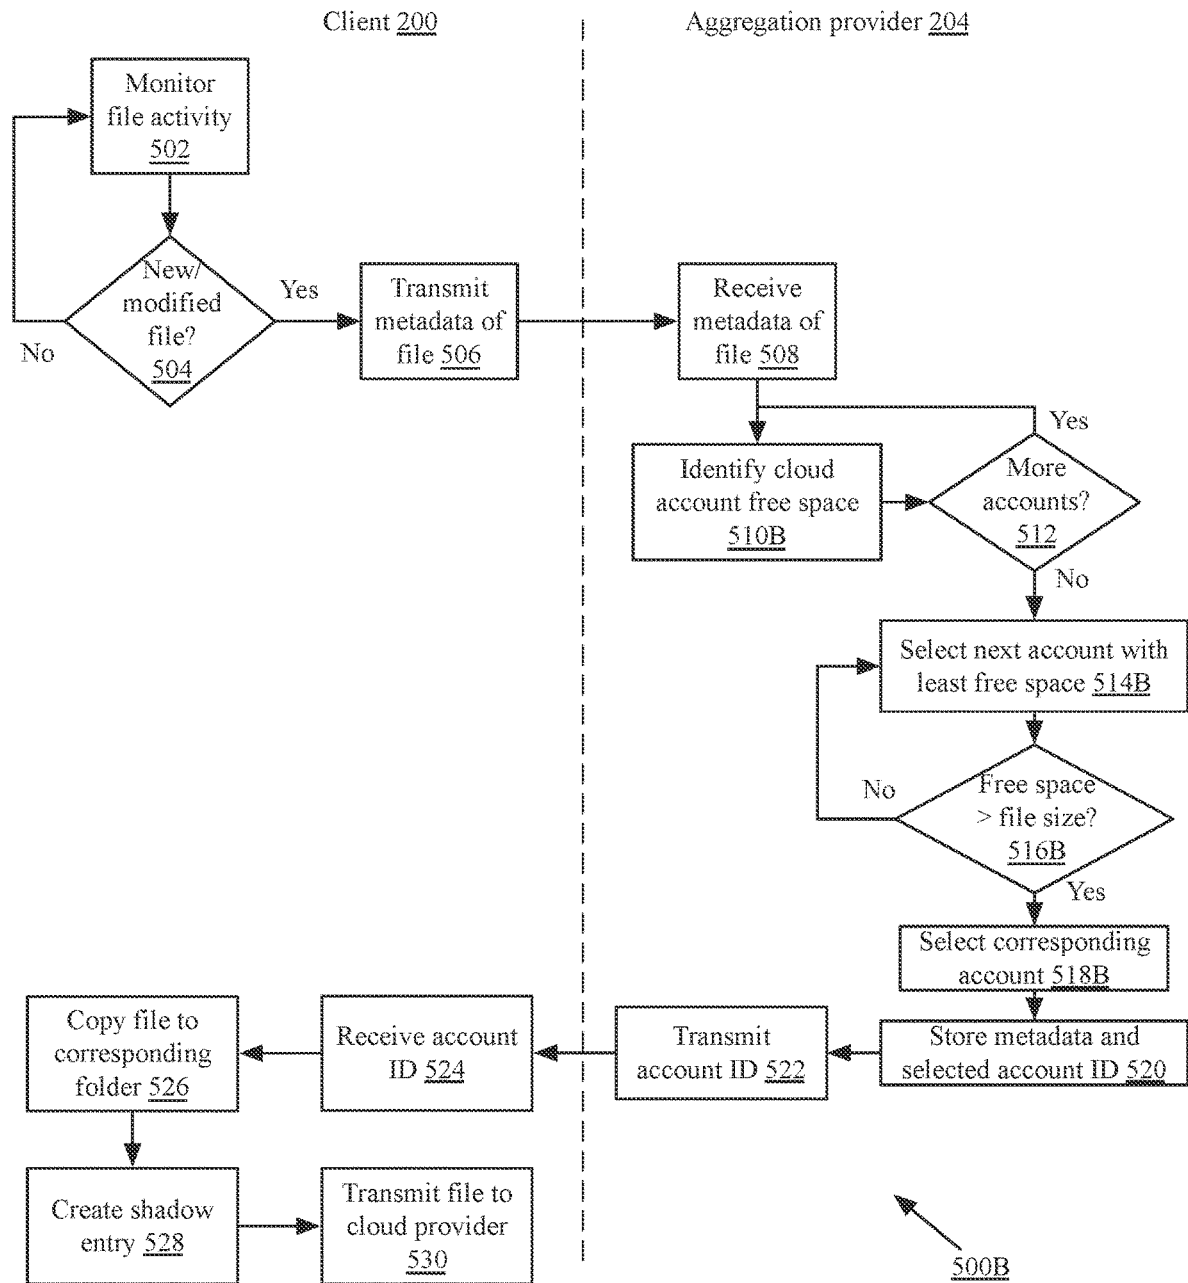 Client 200
Aggregation provider 204
Monitor
file activity
502
New/
modified
file?
504
No
Yes
Transmit
metadata of
file 506
Receive
metadata of
file 508
Identify cloud
account free space
510B
Yes
More
accounts?
512
No
Select next account with
least free space 514B
No
Free space
> file size?
516B
Yes
Select corresponding
account 518B
Store metadata and
selected account ID 520
Transmit
account ID 522
Receive account
ID 524
Copy file to
corresponding
folder 526
Create shadow
entry 528
Transmit file to
cloud provider
530
500B